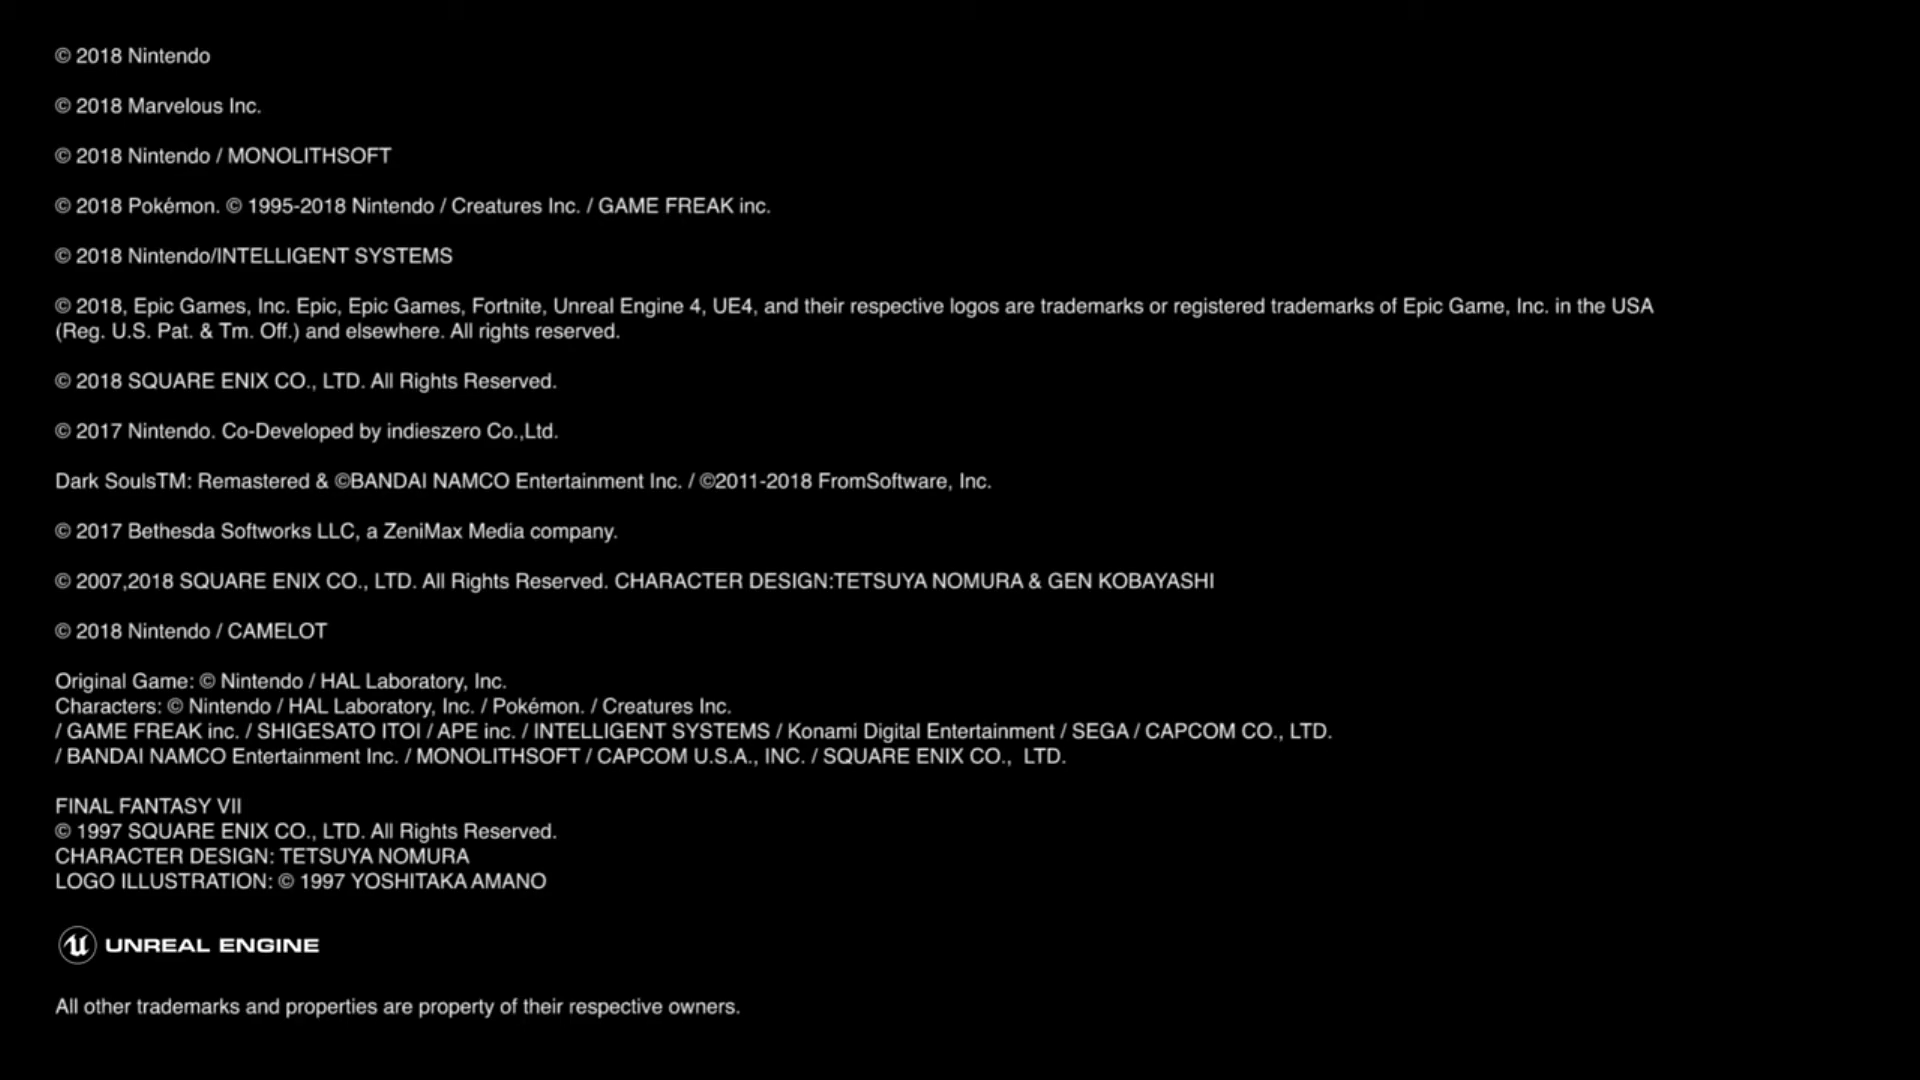 © 2018 Nintendo
© 2018 Marvelous Inc.
© 2018 Nintendo / MONOLITHSOFT
© 2018 Pokémon. © 1995-2018 Nintendo / Creatures Inc. / GAME FREAK inc.
© 2018 Nintendo/INTELLIGENT SYSTEMS
© 2018, Epic Games, Inc. Epic, Epic Games, Fortnite, Unreal Engine 4, UE4, and their respective logos are trademarks or registered trademarks of Epic Game, Inc. in the USA
(Reg. U.S. Pat. & Tm. Off.) and elsewhere. All rights reserved.
© 2018 SQUARE ENIX CO., LTD. All Rights Reserved.
© 2017 Nintendo. Co-Developed by indieszero Co.,Ltd.
Dark SoulsTM: Remastered & ©BANDAI NAMCO Entertainment Inc. / ©2011-2018 FromSoftware, Inc.
© 2017 Bethesda Softworks LLC, a ZeniMax Media company.
© 2007,2018 SQUARE ENIX CO., LTD. All Rights Reserved. CHARACTER DESIGN:TETSUYA NOMURA & GEN KOBAYASHI
© 2018 Nintendo / CAMELOT
Original Game: © Nintendo / HAL Laboratory, Inc.
Characters: © Nintendo / HAL Laboratory, Inc. / Pokémon. / Creatures Inc.
/ GAME FREAK inc. / SHIGESATO ITOI / APE inc. / INTELLIGENT SYSTEMS / Konami Digital Entertainment / SEGA / CAPCOM CO., LTD.
/ BANDAI NAMCO Entertainment Inc. / MONOLITHSOFT / CAPCOM U.S.A., INC. / SQUARE ENIX CO., LTD.
FINAL FANTASY VII
© 1997 SQUARE ENIX CO., LTD. All Rights Reserved.
CHARACTER DESIGN: TETSUYA NOMURA
LOGO ILLUSTRATION: © 1997 YOSHITAKA AMANO
UNREAL ENGINE
All other trademarks and properties are property of their respective owners.